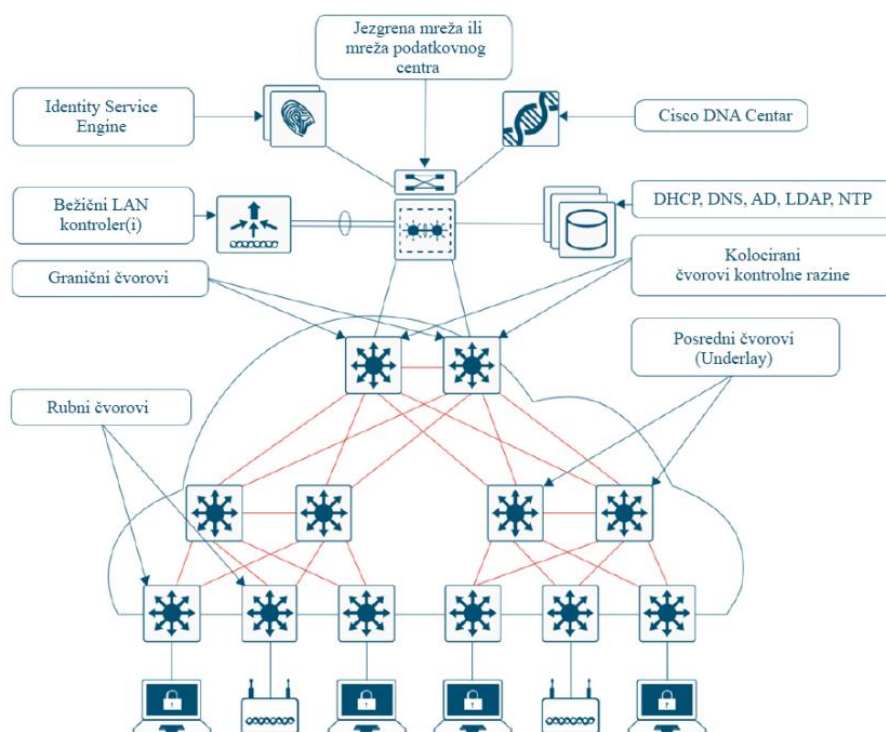 Jezgrena mreža ili
mreža podatkovnog
centra
Identity Service
Engine
Cisco DNA Centar
Bežični LAN
kontroler(i)
DHCP, DNS, AD, LDAP, NTP
Granični čvorovi
Kolocirani
čvorovi kontrolne razine
Posredni čvorovi
(Underlay)
Rubni čvorovi